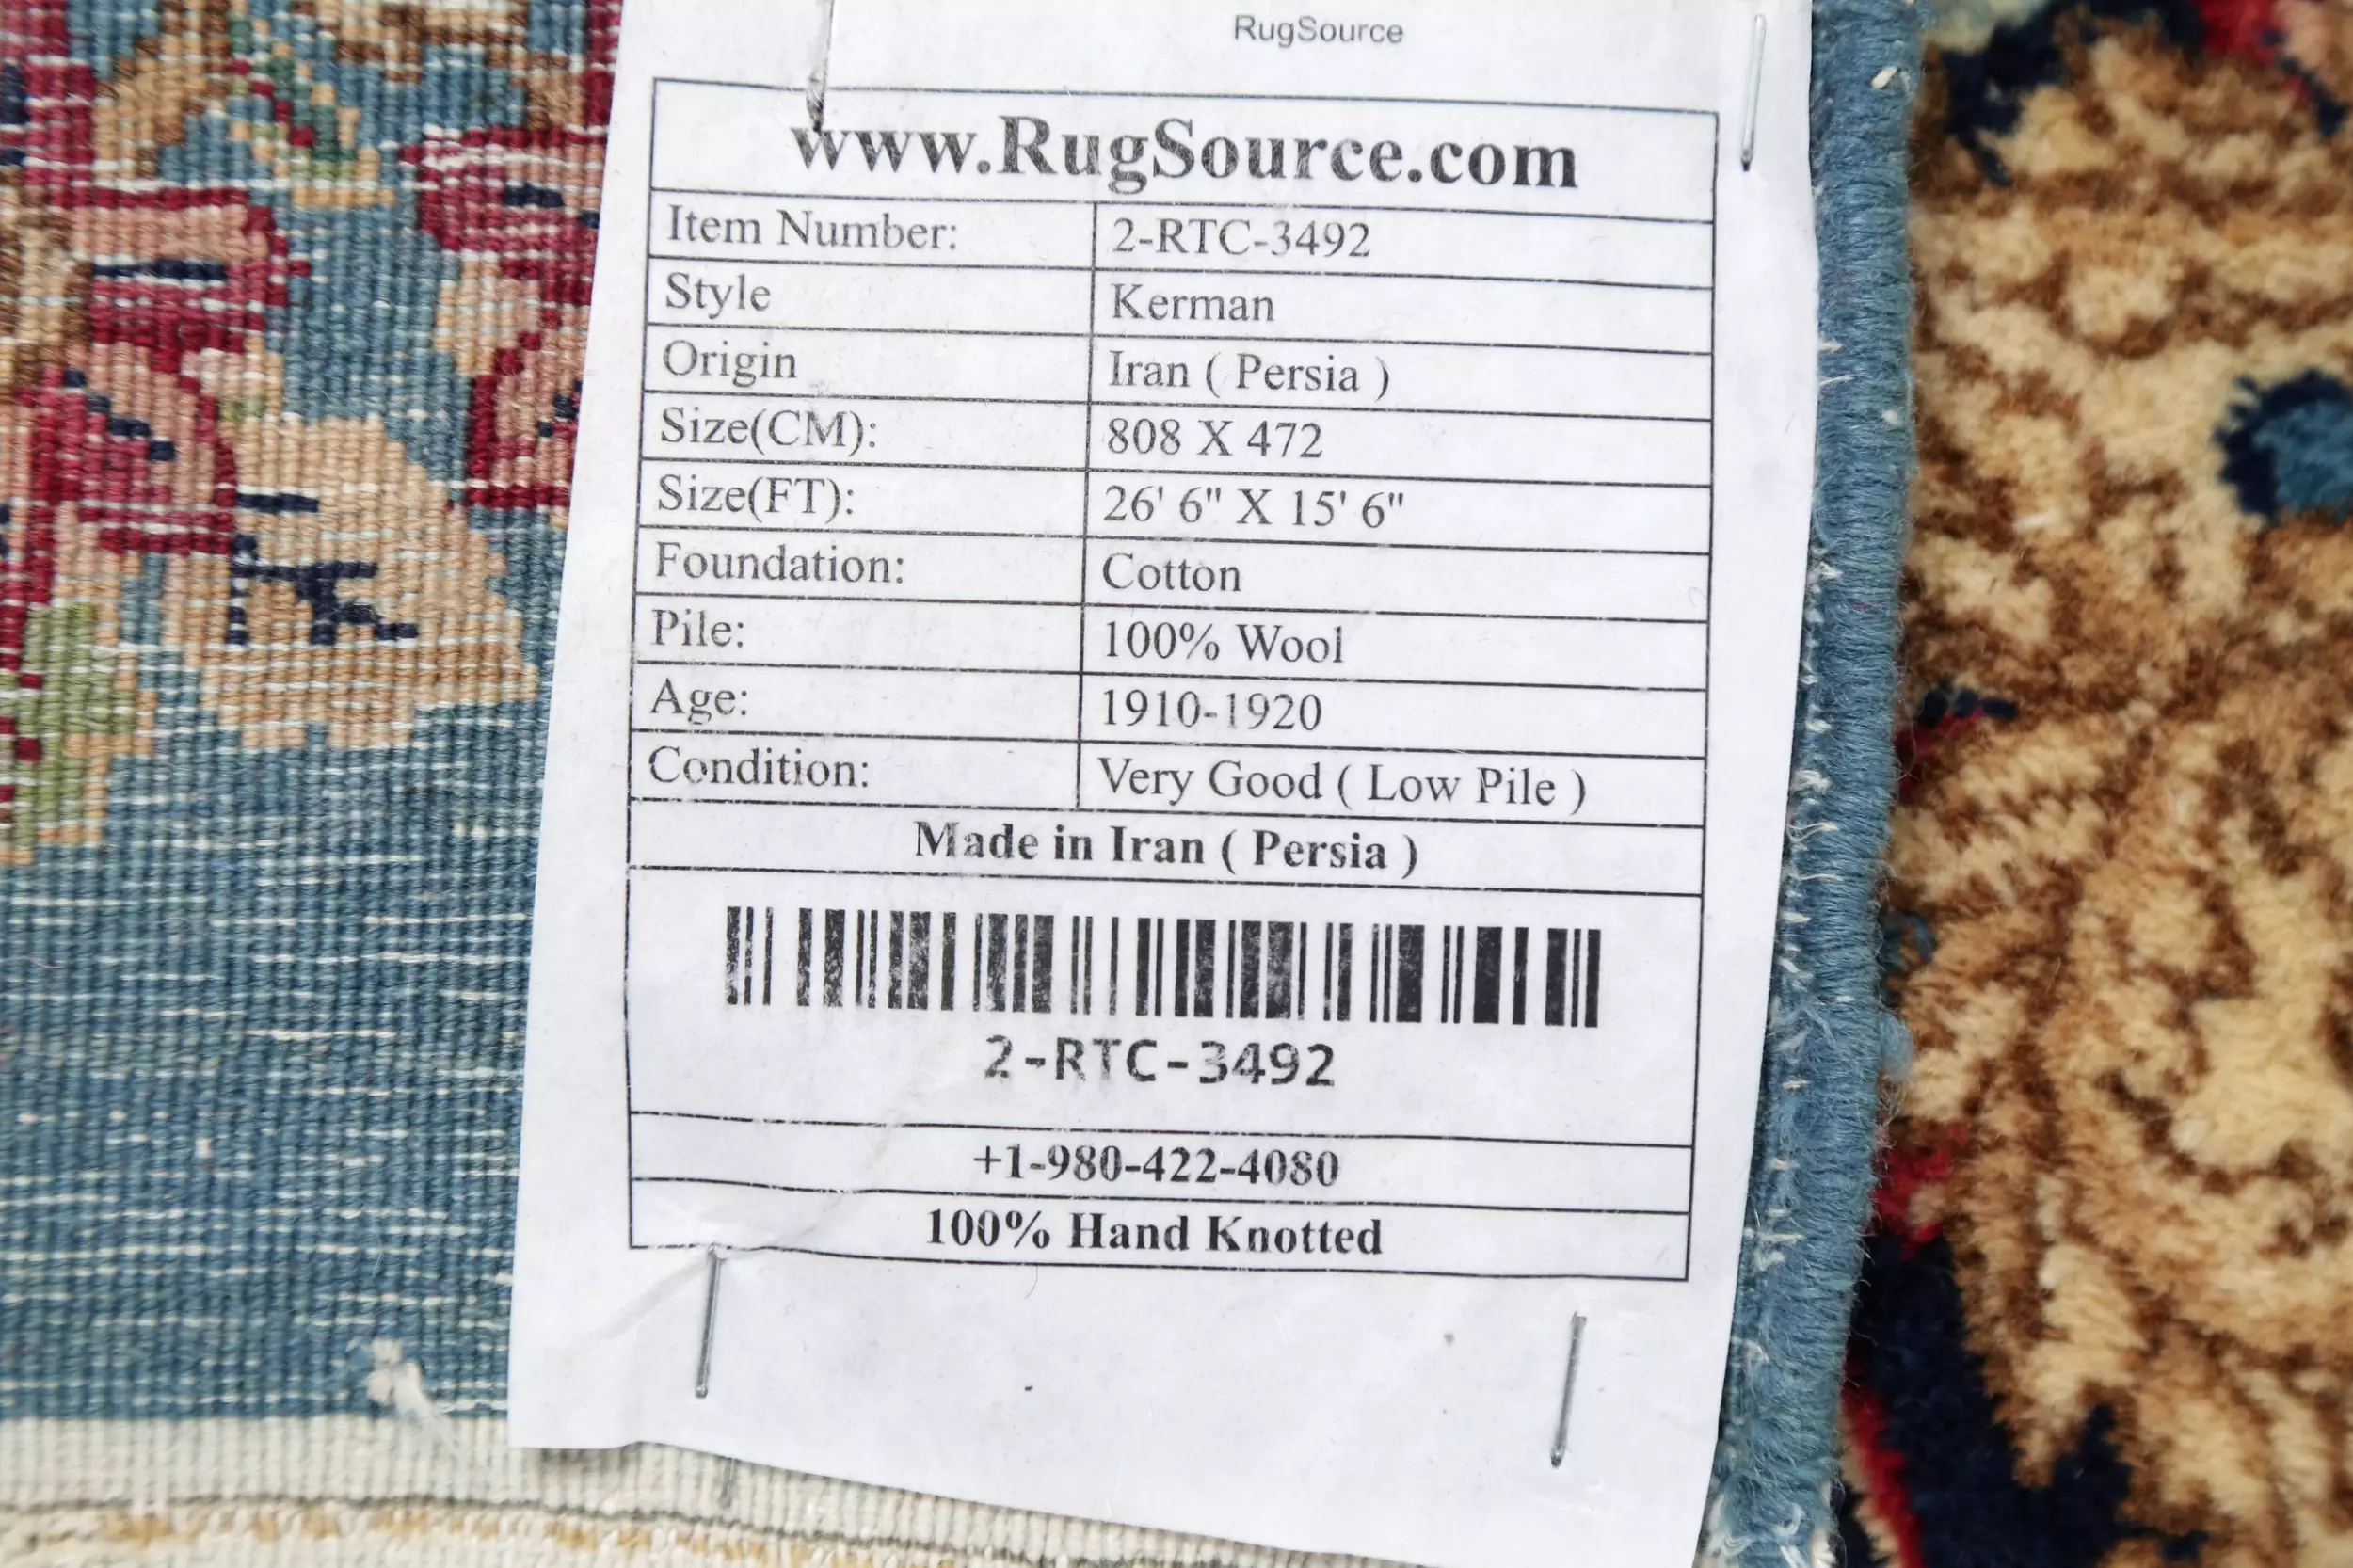 RugSource
www.RugSource.com
Item Number: 2-RTC-3492
Style Kerman
Origin Iran ( Persia )
Size(CM): 808 X 472
Size(FT): 26' 6" X 15' 6"
Foundation: Cotton
Pile: 100% Wool
Age: 1910-1920
Condition: Very Good ( Low Pile )
Made in Iran ( Persia )
2-RTC-3492
+1-980-422-4080
100% Hand Knotted